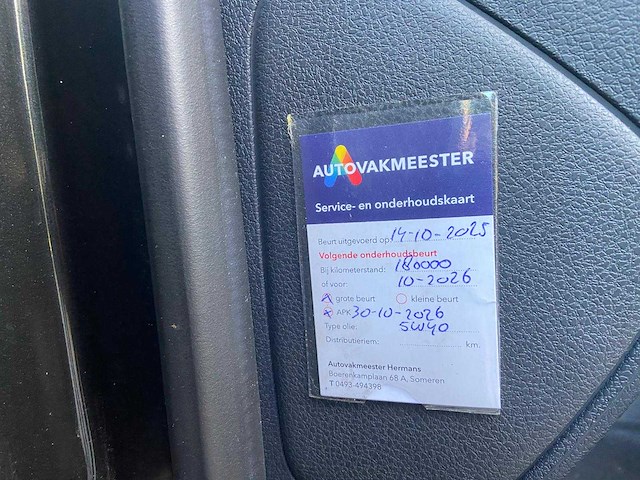 AUTOVAKMEESTER
Service- en onderhoudskaart
Beurt uitgevoerd op: 14-10-2025
Volgende onderhoudsbeurt
Bij kilometerstand: 180000
of voor: 10-2026
grote beurt kleine beurt
APK 30-10-2026
Type olie: 5W40
Distributieriem: km.
Autovakmeester Hermans
Boerenkamplaan 68 A, Someren
T 0493-494398